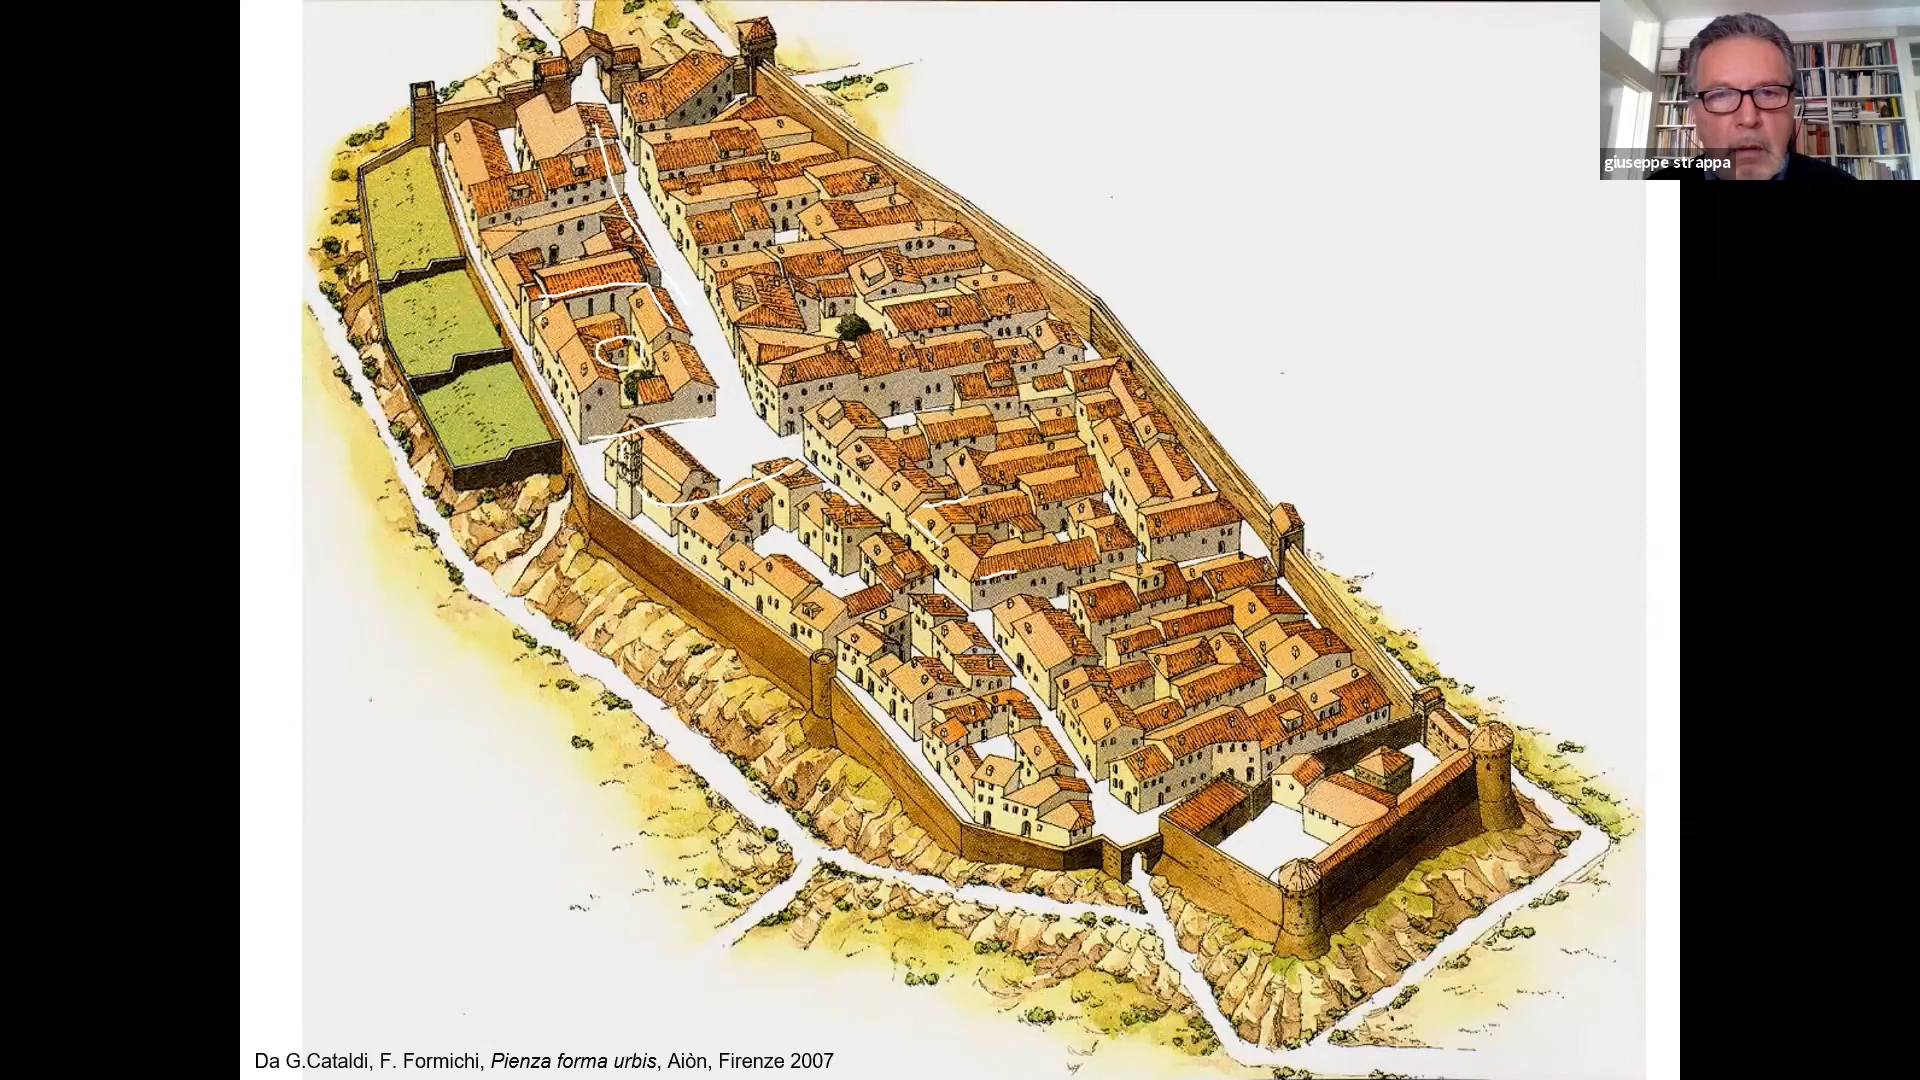 giuseppe strappa
Da G.Cataldi, F. Formichi, Pienza forma urbis, Aiòn, Firenze 2007